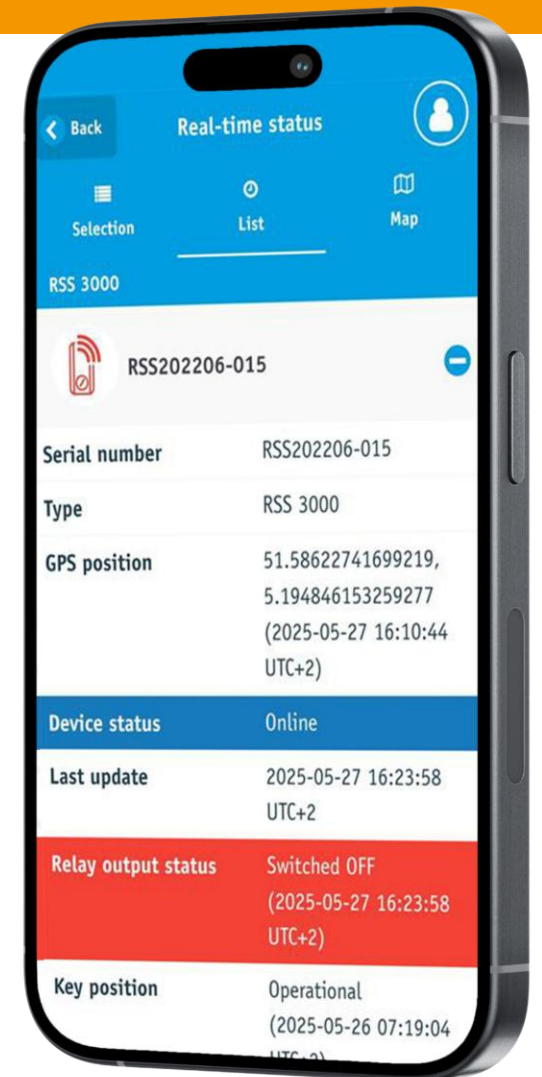 Back
Real-time status
Selection
List
Map
RSS 3000
RSS202206-015
Serial number RSS202206-015
Type RSS 3000
GPS position 51.58622741699219,
5.194846153259277
(2025-05-27 16:10:44
UTC+2)
Device status Online
Last update 2025-05-27 16:23:58
UTC+2
Relay output status Switched OFF
(2025-05-27 16:23:58
UTC+2)
Key position Operational
(2025-05-26 07:19:04